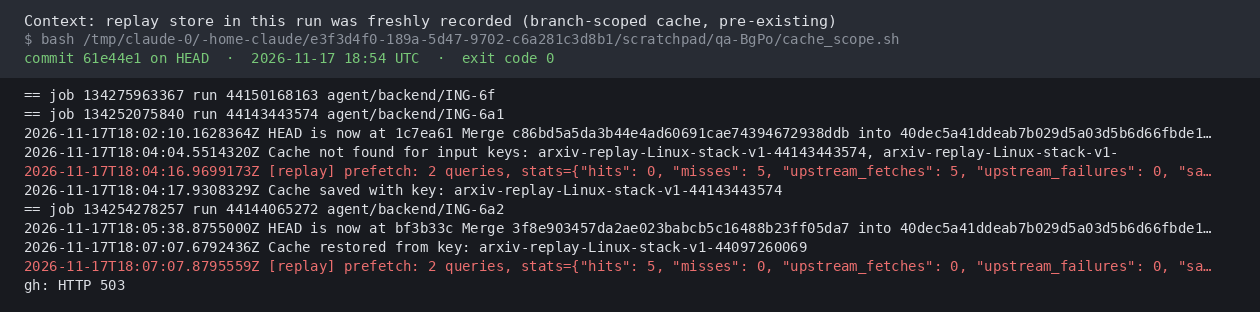 Context: replay store in this run was freshly recorded (branch-scoped cache, pre-existing)
$ bash /tmp/claude-0/-home-claude/e3f3d4f0-189a-5d47-9702-c6a281c3d8b1/scratchpad/qa-BgPo/cache_scope.sh
commit 61e44e1 on HEAD · 2026-11-17 18:54 UTC · exit code 0
== job 134275963367 run 44150168163 agent/backend/ING-6f
== job 134252075840 run 44143443574 agent/backend/ING-6a1
2026-11-17T18:02:10.1628364Z HEAD is now at 1c7ea61 Merge c86bd5a5da3b44e4ad60691cae74394672938ddb into 40dec5a41ddeab7b029d5a03d5b6d66fbde1…
2026-11-17T18:04:04.5514320Z Cache not found for input keys: arxiv-replay-Linux-stack-v1-44143443574, arxiv-replay-Linux-stack-v1-
2026-11-17T18:04:16.9699173Z [replay] prefetch: 2 queries, stats={"hits": 0, "misses": 5, "upstream_fetches": 5, "upstream_failures": 0, "sa…
2026-11-17T18:04:17.9308329Z Cache saved with key: arxiv-replay-Linux-stack-v1-44143443574
== job 134254278257 run 44144065272 agent/backend/ING-6a2
2026-11-17T18:05:38.8755000Z HEAD is now at bf3b33c Merge 3f8e903457da2ae023babcb5c16488b23ff05da7 into 40dec5a41ddeab7b029d5a03d5b6d66fbde1…
2026-11-17T18:07:07.6792436Z Cache restored from key: arxiv-replay-Linux-stack-v1-44097260069
2026-11-17T18:07:07.8795559Z [replay] prefetch: 2 queries, stats={"hits": 5, "misses": 0, "upstream_fetches": 0, "upstream_failures": 0, "sa…
gh: HTTP 503